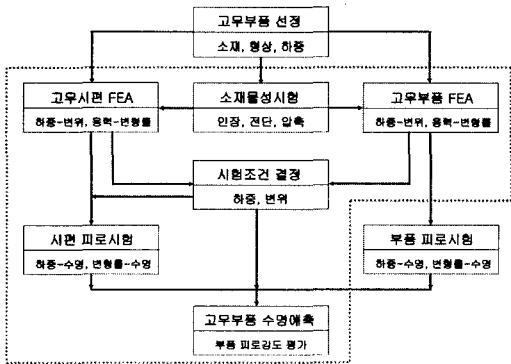 고무부품 선정
소재, 형상, 하중
고무시편 FEA
하중-변위, 응력-변형률
소재물성시험
인장, 전단, 압축
고무부품 FEA
하중-변위, 응력-변형률
시험조건 결정
하중, 변위
시편 피로시험
하중-수명, 변형률-수명
부품 피로시험
하중-수명, 변형률-수명
고무부품 수명예측
부품 피로강도 평가